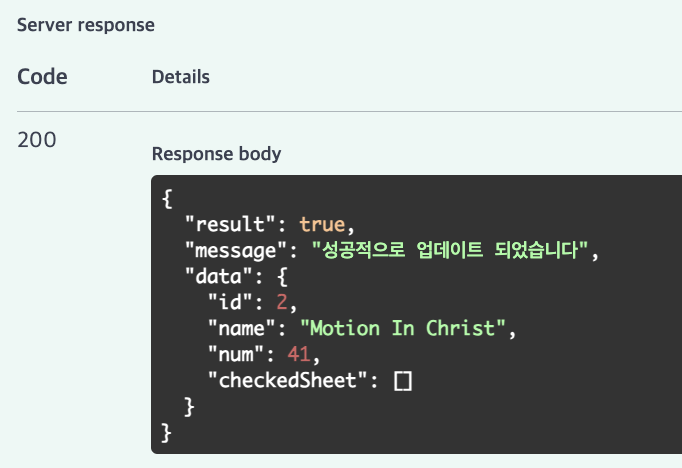 Server response
Code Details
200
Response body
{
  "result": true,
  "message": "성공적으로 업데이트 되었습니다",
  "data": {
    "id": 2,
    "name": "Motion In Christ",
    "num": 41,
    "checkedSheet": []
  }
}